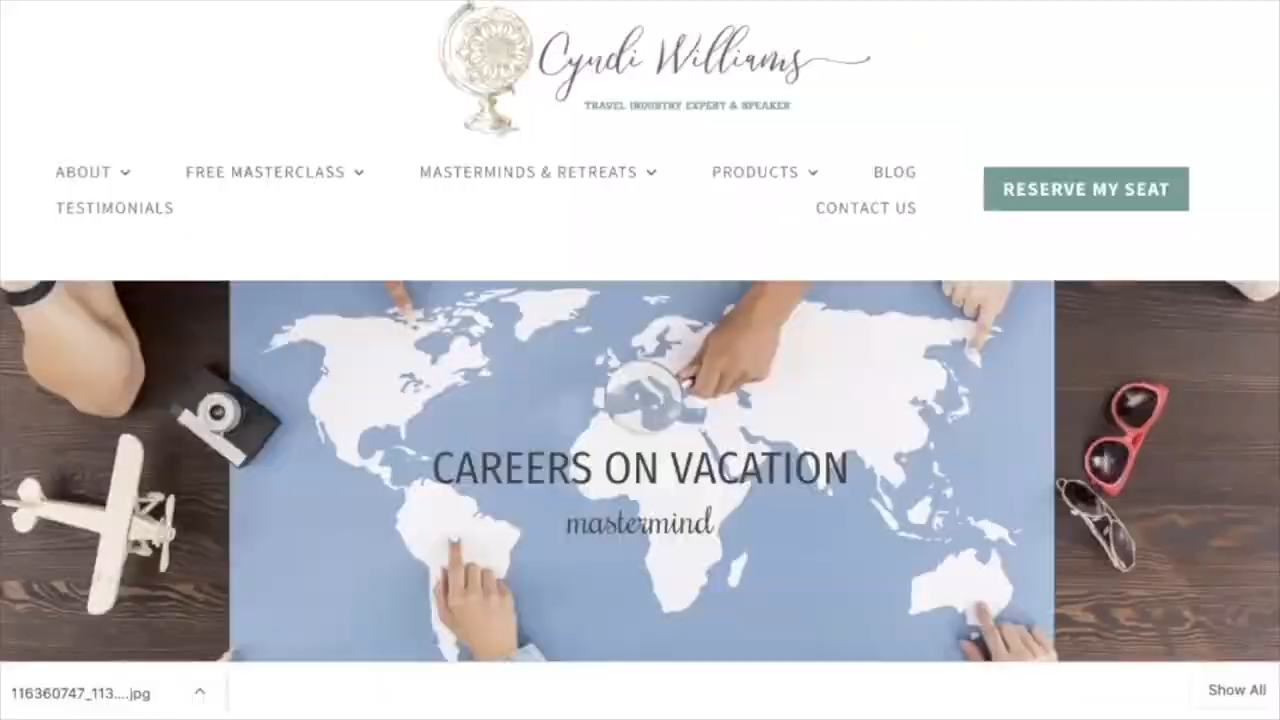 Cyndi Williams
TRAVEL INDUSTRY EXPERT & SPEAKER
ABOUT FREE MASTERCLASS MASTERMINDS & RETREATS PRODUCTS BLOG
TESTIMONIALS CONTACT US
RESERVE MY SEAT
CAREERS ON VACATION
mastermind
116360747_113....jpg
Show All